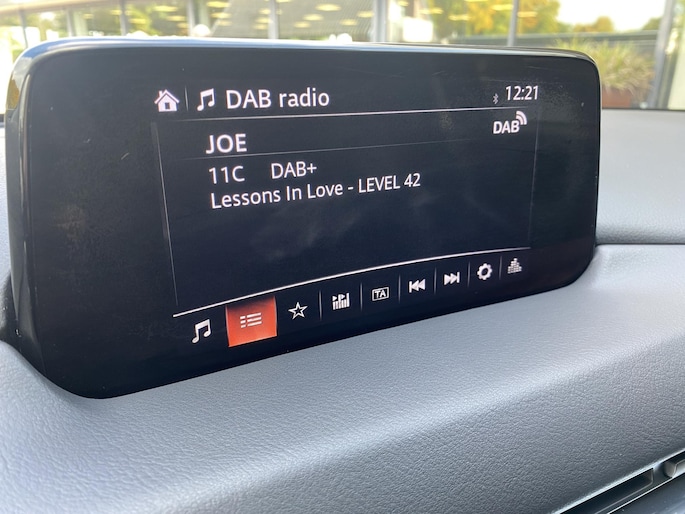 DAB radio 12:21
JOE DAB
11C DAB+
Lessons In Love - LEVEL 42
TA